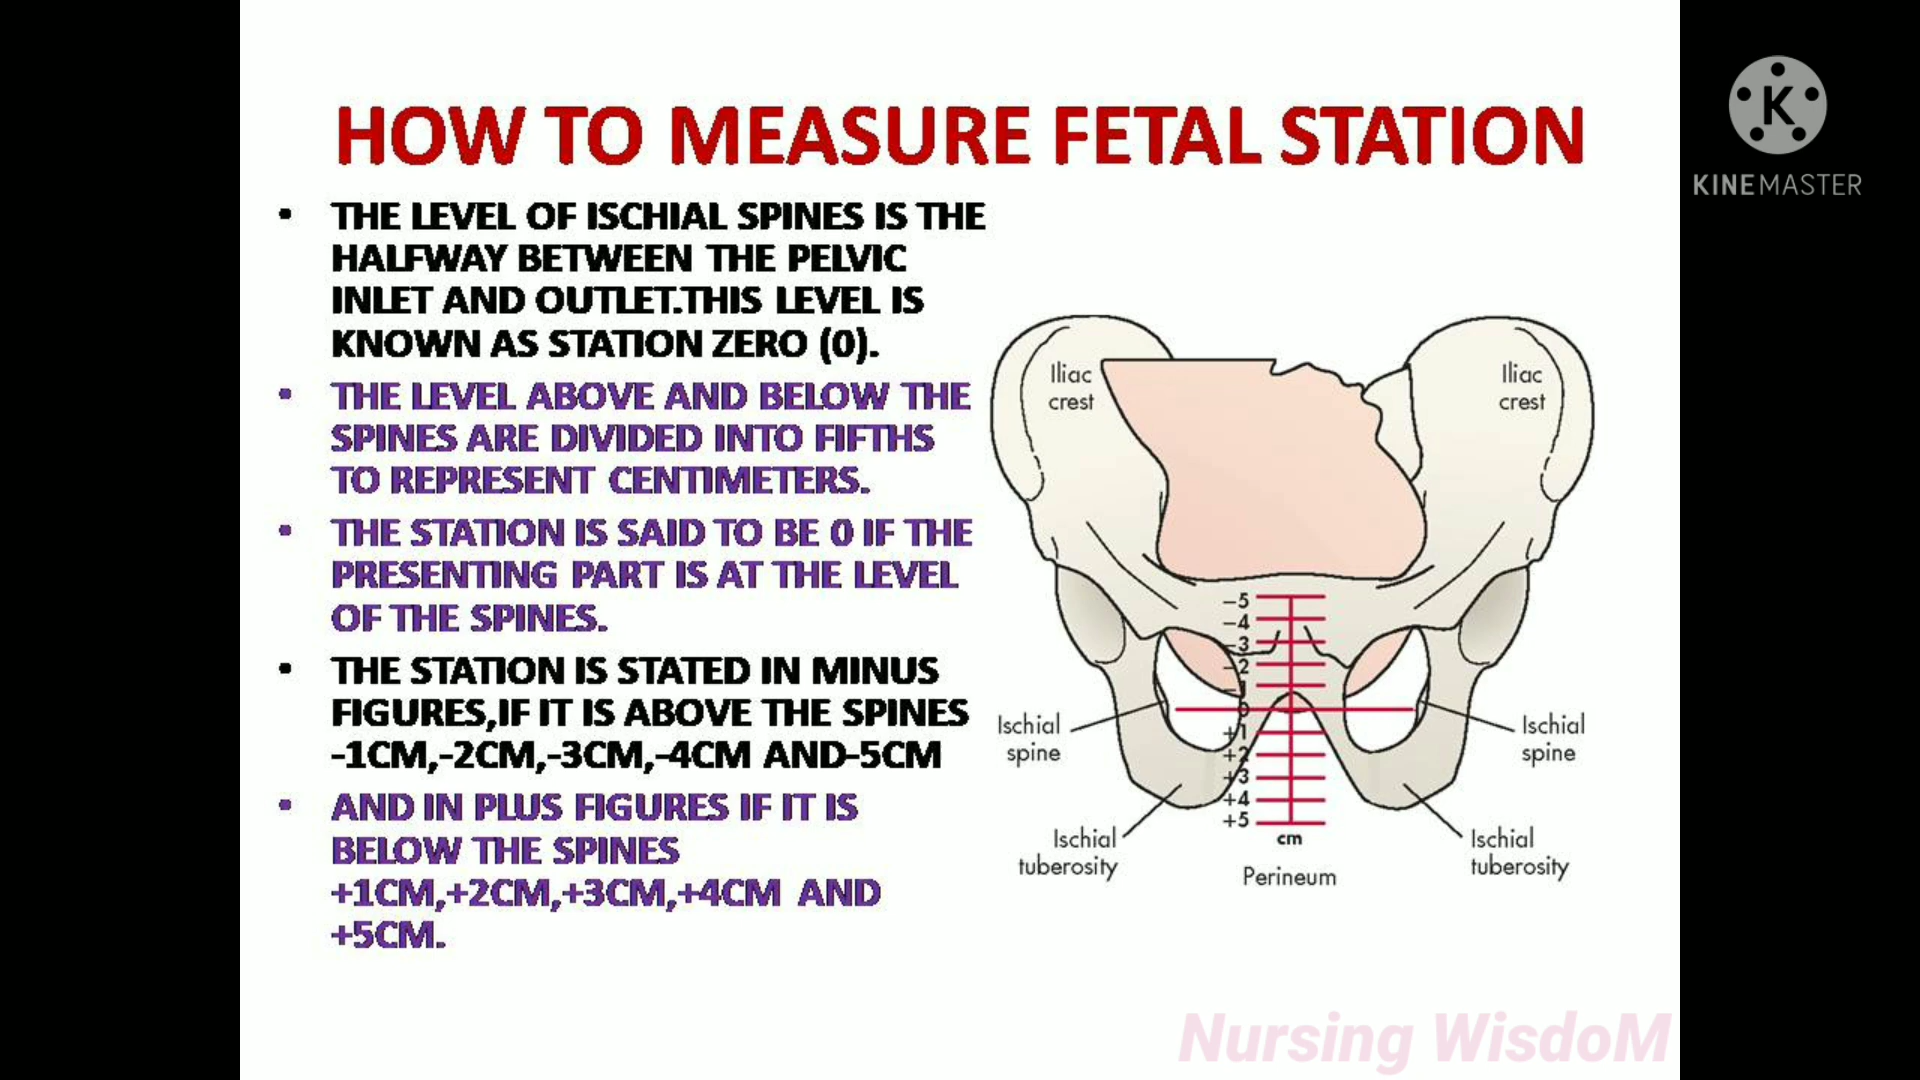 HOW TO MEASURE FETAL STATION
K
KINEMASTER
• THE LEVEL OF ISCHIAL SPINES IS THE
HALFWAY BETWEEN THE PELVIC
INLET AND OUTLET.THIS LEVEL IS
KNOWN AS STATION ZERO (0).
• THE LEVEL ABOVE AND BELOW THE
SPINES ARE DIVIDED INTO FIFTHS
TO REPRESENT CENTIMETERS.
• THE STATION IS SAID TO BE 0 IF THE
PRESENTING PART IS AT THE LEVEL
OF THE SPINES.
• THE STATION IS STATED IN MINUS
FIGURES,IF IT IS ABOVE THE SPINES
-1CM,-2CM,-3CM,-4CM AND-5CM
• AND IN PLUS FIGURES IF IT IS
BELOW THE SPINES
+1CM,+2CM,+3CM,+4CM AND
+5CM.
Iliac
crest
Iliac
crest
–5
–4
–3
–2
–1
0
+1
+2
+3
+4
+5
cm
Perineum
Ischial
spine
Ischial
spine
Ischial
tuberosity
Ischial
tuberosity
Nursing WisdoM